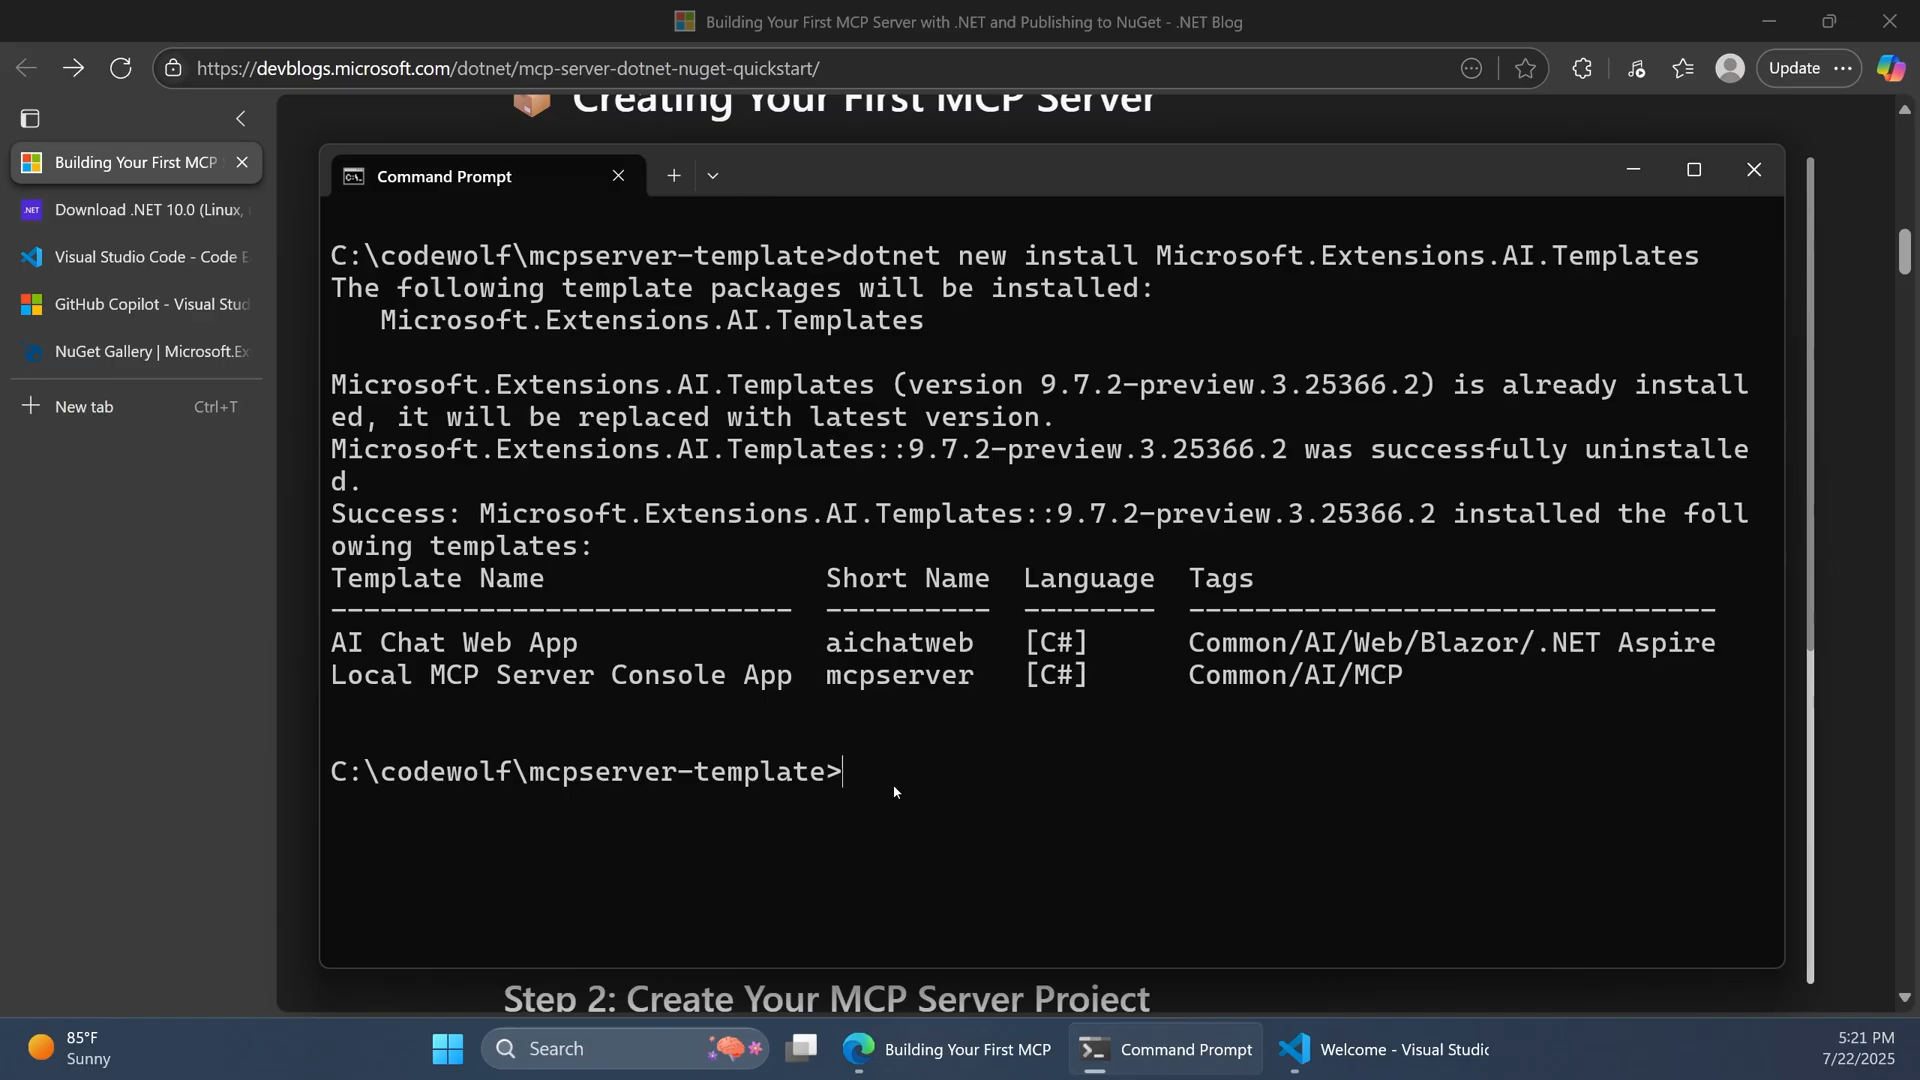 Building Your First MCP Server with .NET and Publishing to NuGet - .NET Blog
https://devblogs.microsoft.com/dotnet/mcp-server-dotnet-nuget-quickstart/
Update
Building Your First MCP
Download .NET 10.0 (Linux,
Visual Studio Code - Code E
GitHub Copilot - Visual Stud
NuGet Gallery | Microsoft.Ex
New tab Ctrl+T
Creating Your First MCP Server
Command Prompt
C:\codewolf\mcpserver-template>dotnet new install Microsoft.Extensions.AI.Templates
The following template packages will be installed:
Microsoft.Extensions.AI.Templates
Microsoft.Extensions.AI.Templates (version 9.7.2-preview.3.25366.2) is already install
ed, it will be replaced with latest version.
Microsoft.Extensions.AI.Templates::9.7.2-preview.3.25366.2 was successfully uninstalle
d.
Success: Microsoft.Extensions.AI.Templates::9.7.2-preview.3.25366.2 installed the foll
owing templates:
Template Name Short Name Language Tags
---------------------------- ---------- -------- --------------------------------
AI Chat Web App aichatweb [C#] Common/AI/Web/Blazor/.NET Aspire
Local MCP Server Console App mcpserver [C#] Common/AI/MCP
C:\codewolf\mcpserver-template>
Step 2: Create Your MCP Server Project
85°F
Sunny
Search
Building Your First MCP
Command Prompt
Welcome - Visual Studio
5:21 PM
7/22/2025